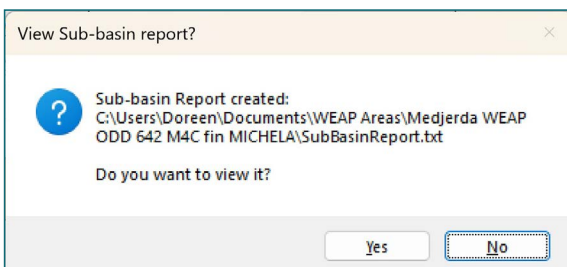 View Sub-basin report?
Sub-basin Report created:
C:\Users\Doreen\Documents\WEAP Areas\Medjerda WEAP
ODD 642 M4C fin MICHELA\SubBasinReport.txt
Do you want to view it?
Yes
No